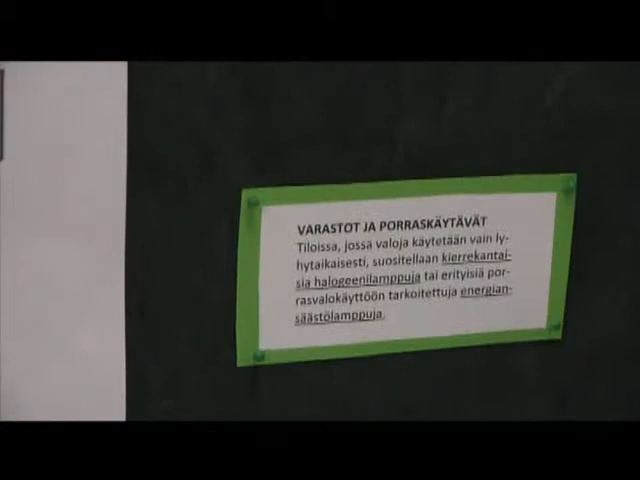 VARASTOT JA PORRASKÄYTÄVÄT
Tiloissa, jossa valoja käytetään vain ly-
hytaikaisesti, suositellaan kierrekantai-
sia halogeenilamppuja tai erityisiä por-
rasvalokäyttöön tarkoitettuja energian-
säästölamppuja.